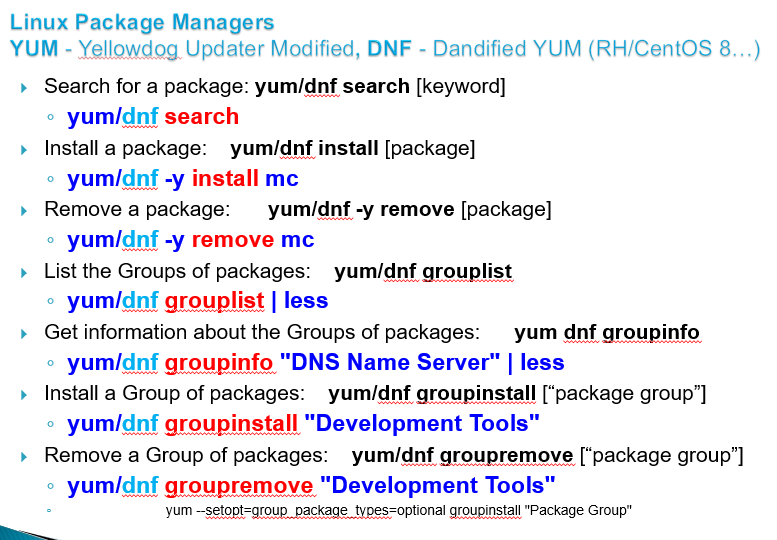 Linux Package Managers
YUM - Yellowdog Updater Modified, DNF - Dandified YUM (RH/CentOS 8…)
Search for a package: yum/dnf search [keyword]
yum/dnf search
Install a package: yum/dnf install [package]
yum/dnf -y install mc
Remove a package: yum/dnf -y remove [package]
yum/dnf -y remove mc
List the Groups of packages: yum/dnf grouplist
yum/dnf grouplist | less
Get information about the Groups of packages: yum dnf groupinfo
yum/dnf groupinfo "DNS Name Server" | less
Install a Group of packages: yum/dnf groupinstall [“package group”]
yum/dnf groupinstall "Development Tools"
Remove a Group of packages: yum/dnf groupremove [“package group”]
yum/dnf groupremove "Development Tools"
yum --setopt=group_package_types=optional groupinstall "Package Group"